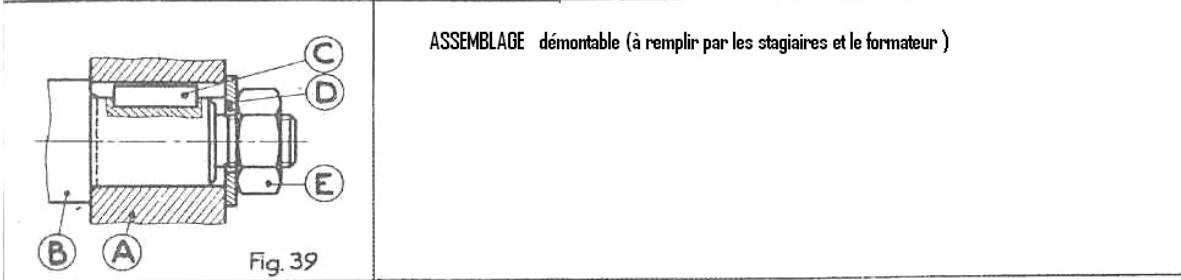 ASSEMBLAGE démontable (à remplir par les stagiaires et le formateur )
C
D
E
B
A
Fig. 39